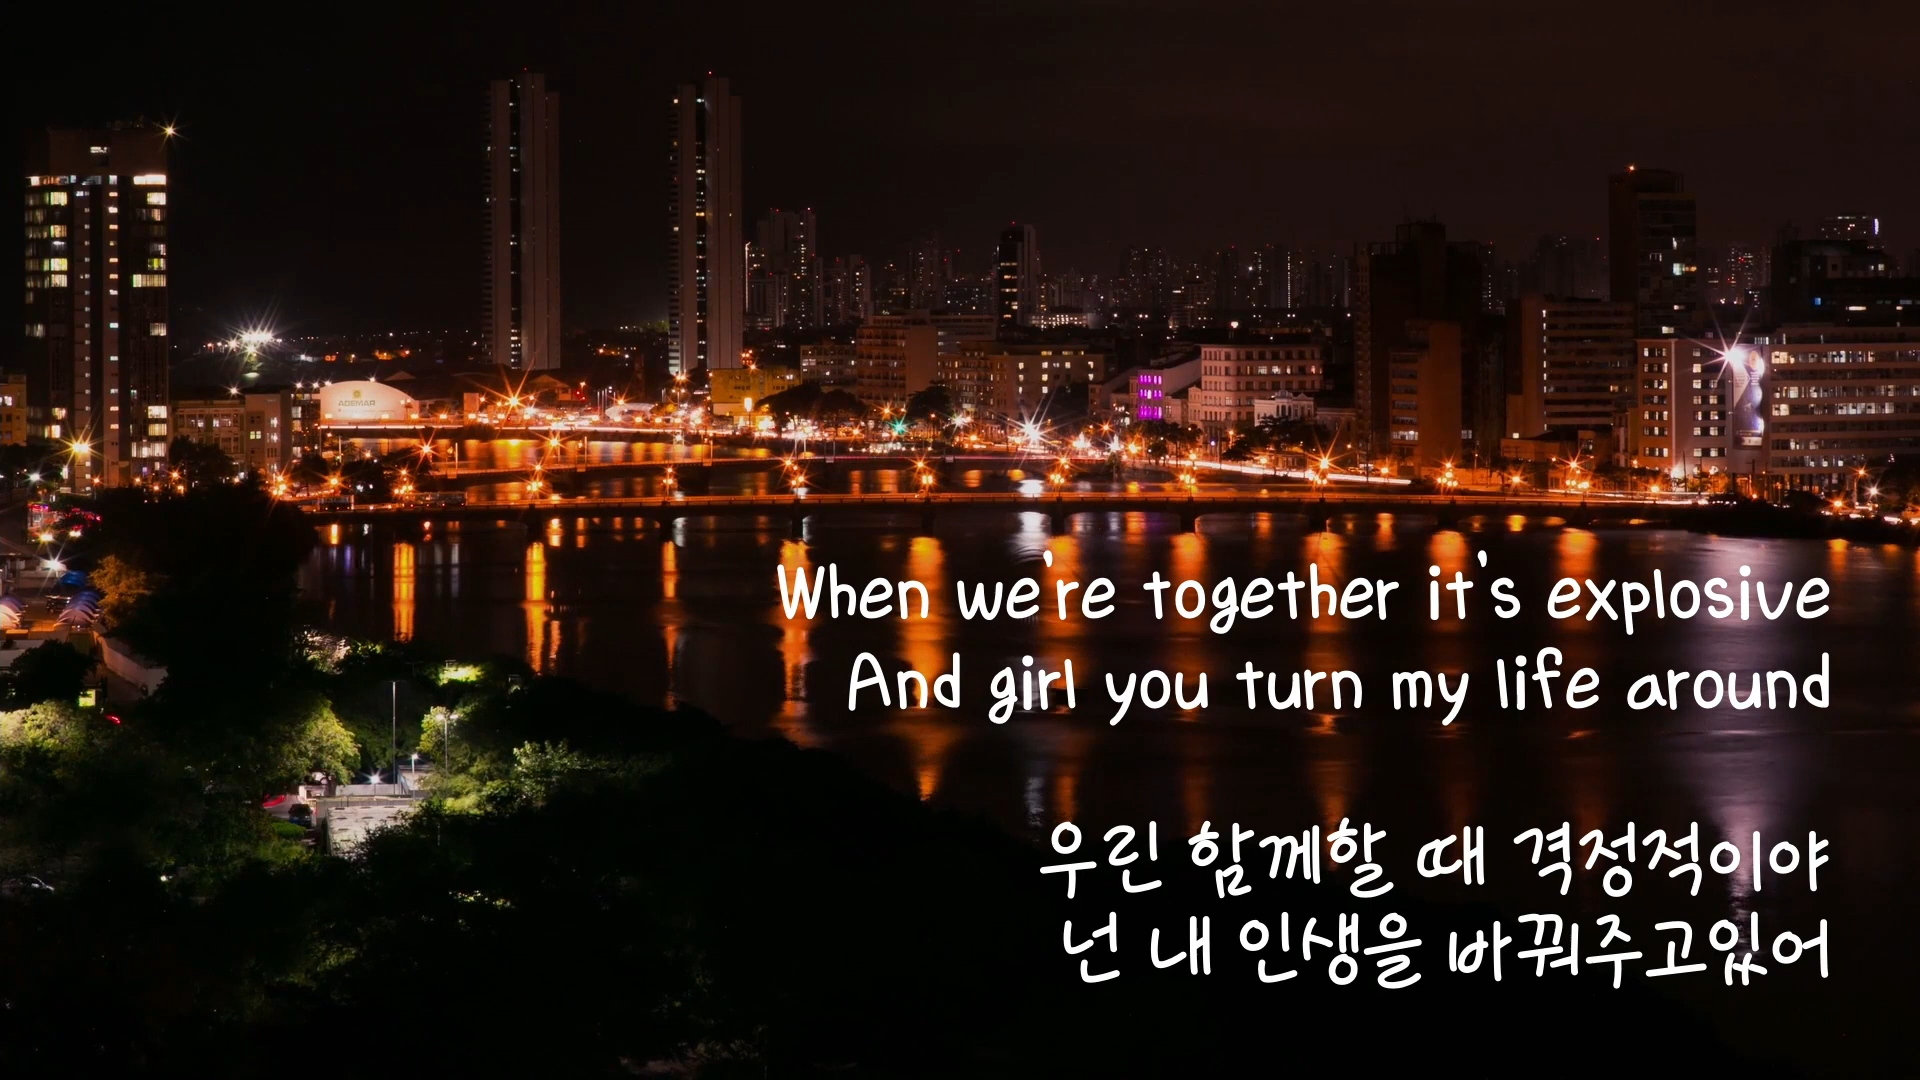 ADEMAR
When we're together it's explosive
And girl you turn my life around
우린 함께할 때 격정적이야
넌 내 인생을 바꿔주고있어